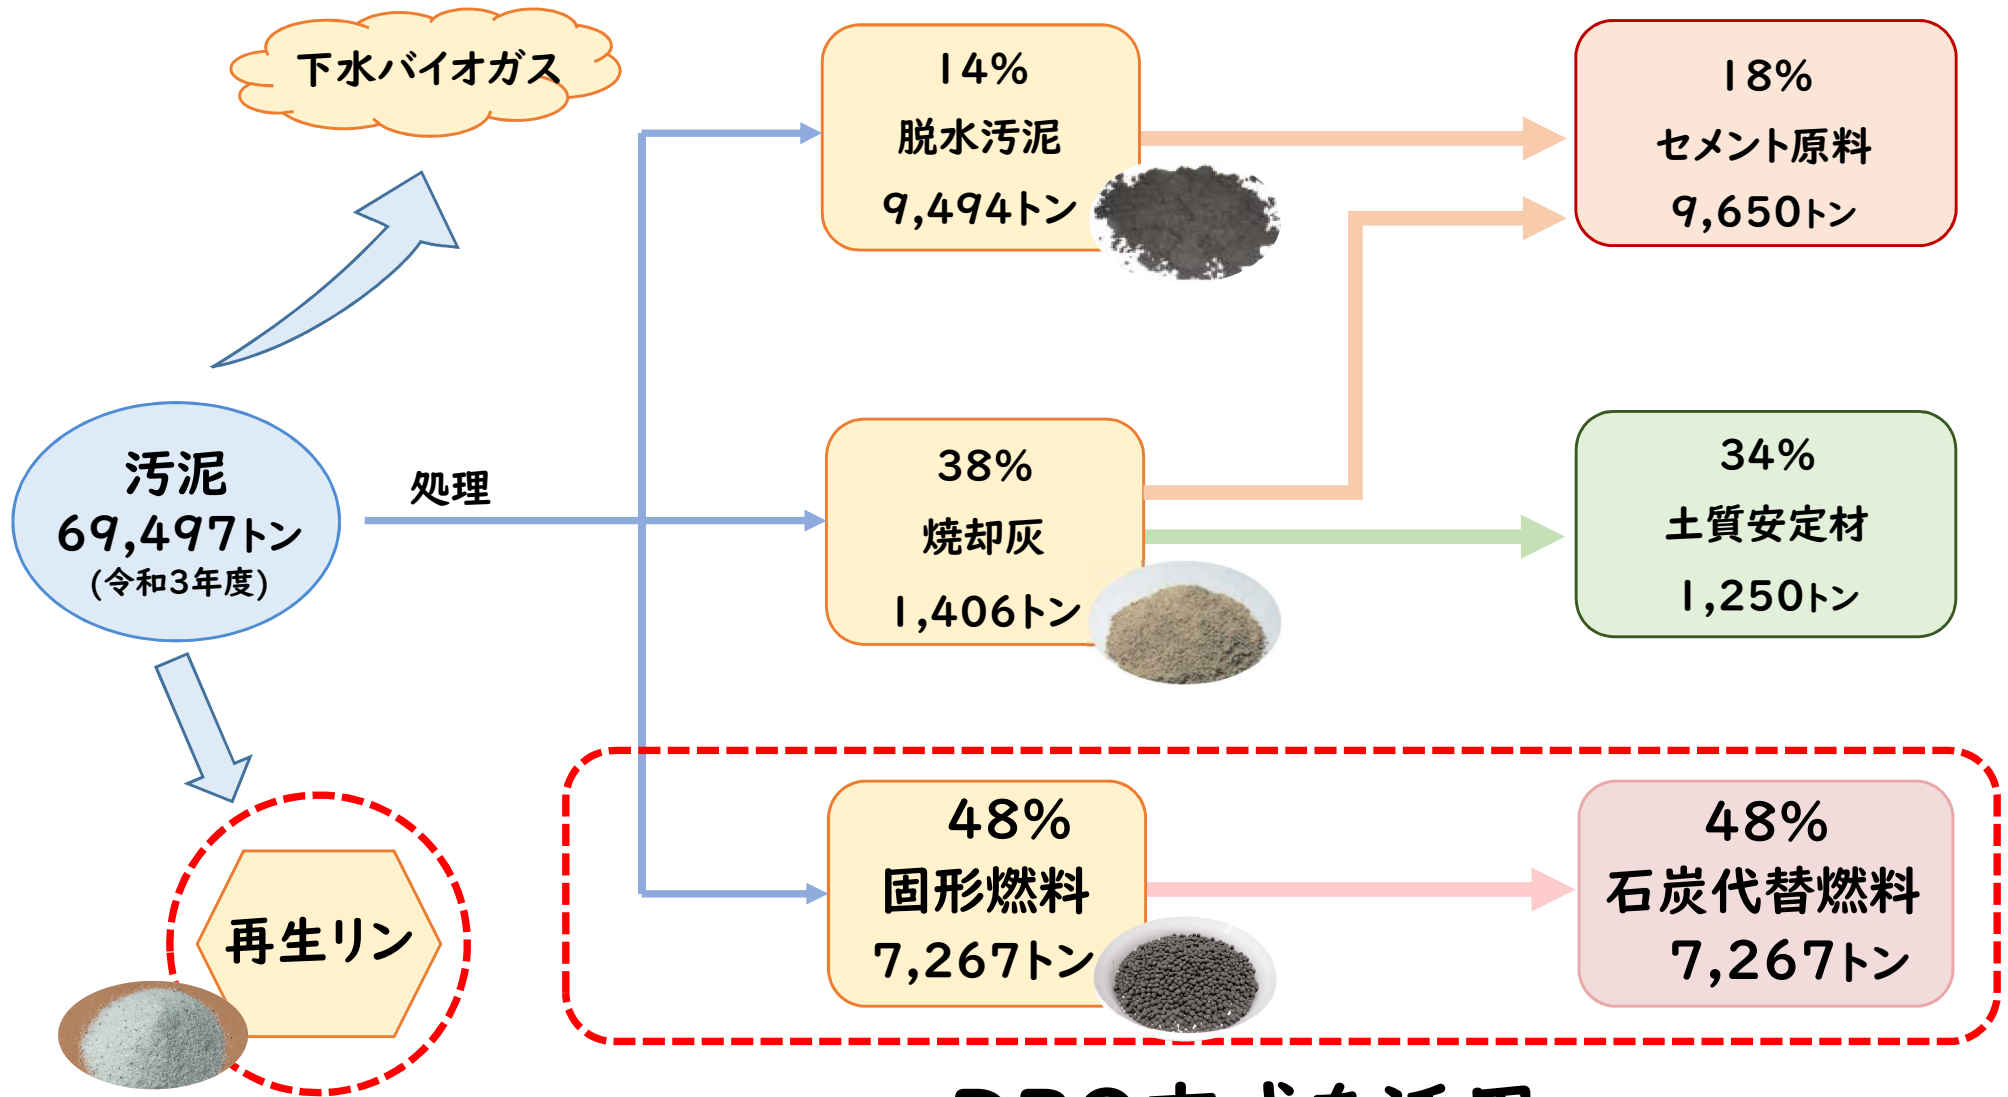 下水バイオガス
汚泥
69,497トン
(令和3年度)
処理
再生リン
14%
脱水汚泥
9,494トン
38%
焼却灰
1,406トン
48%
固形燃料
7,267トン
18%
セメント原料
9,650トン
34%
土質安定材
1,250トン
48%
石炭代替燃料
7,267トン